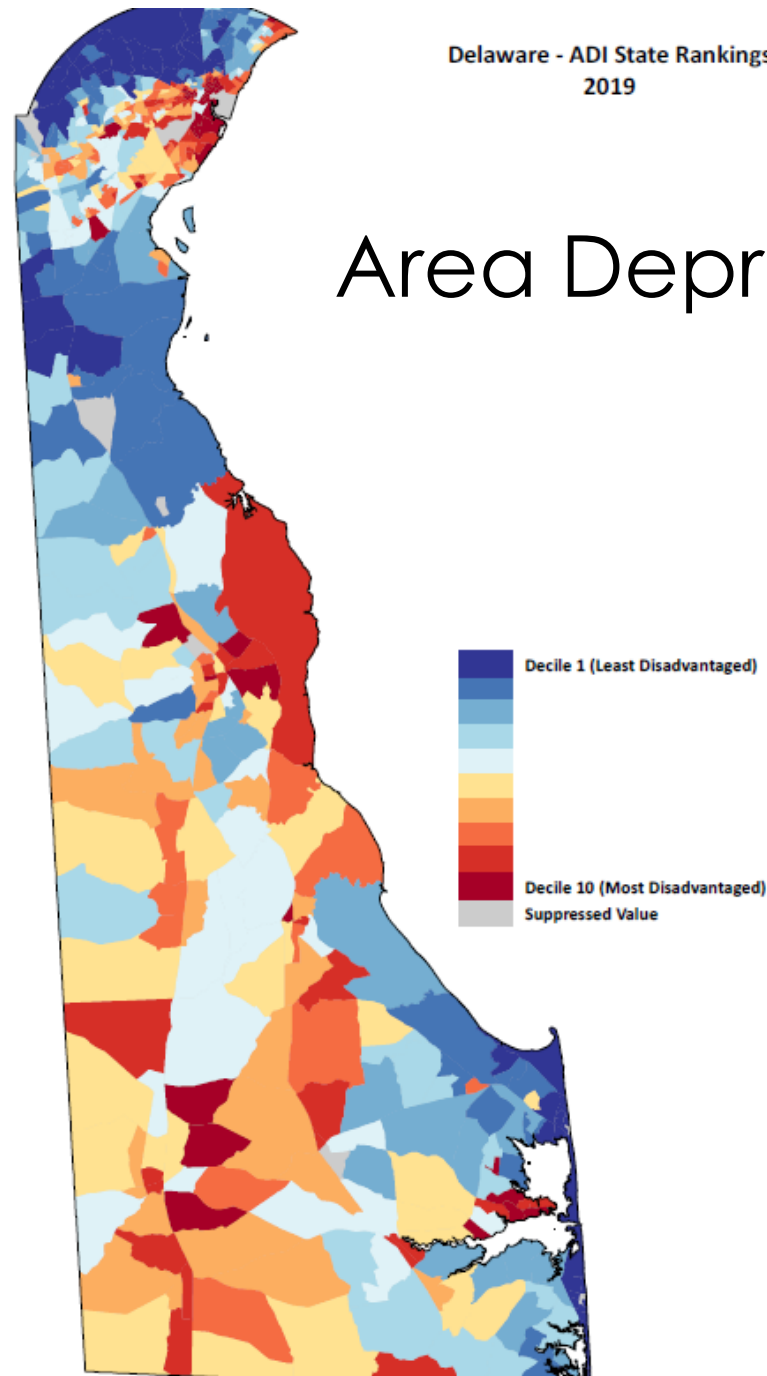 Delaware - ADI State Rankings
2019
Area Depr
Decile 1 (Least Disadvantaged)
Decile 10 (Most Disadvantaged)
Suppressed Value